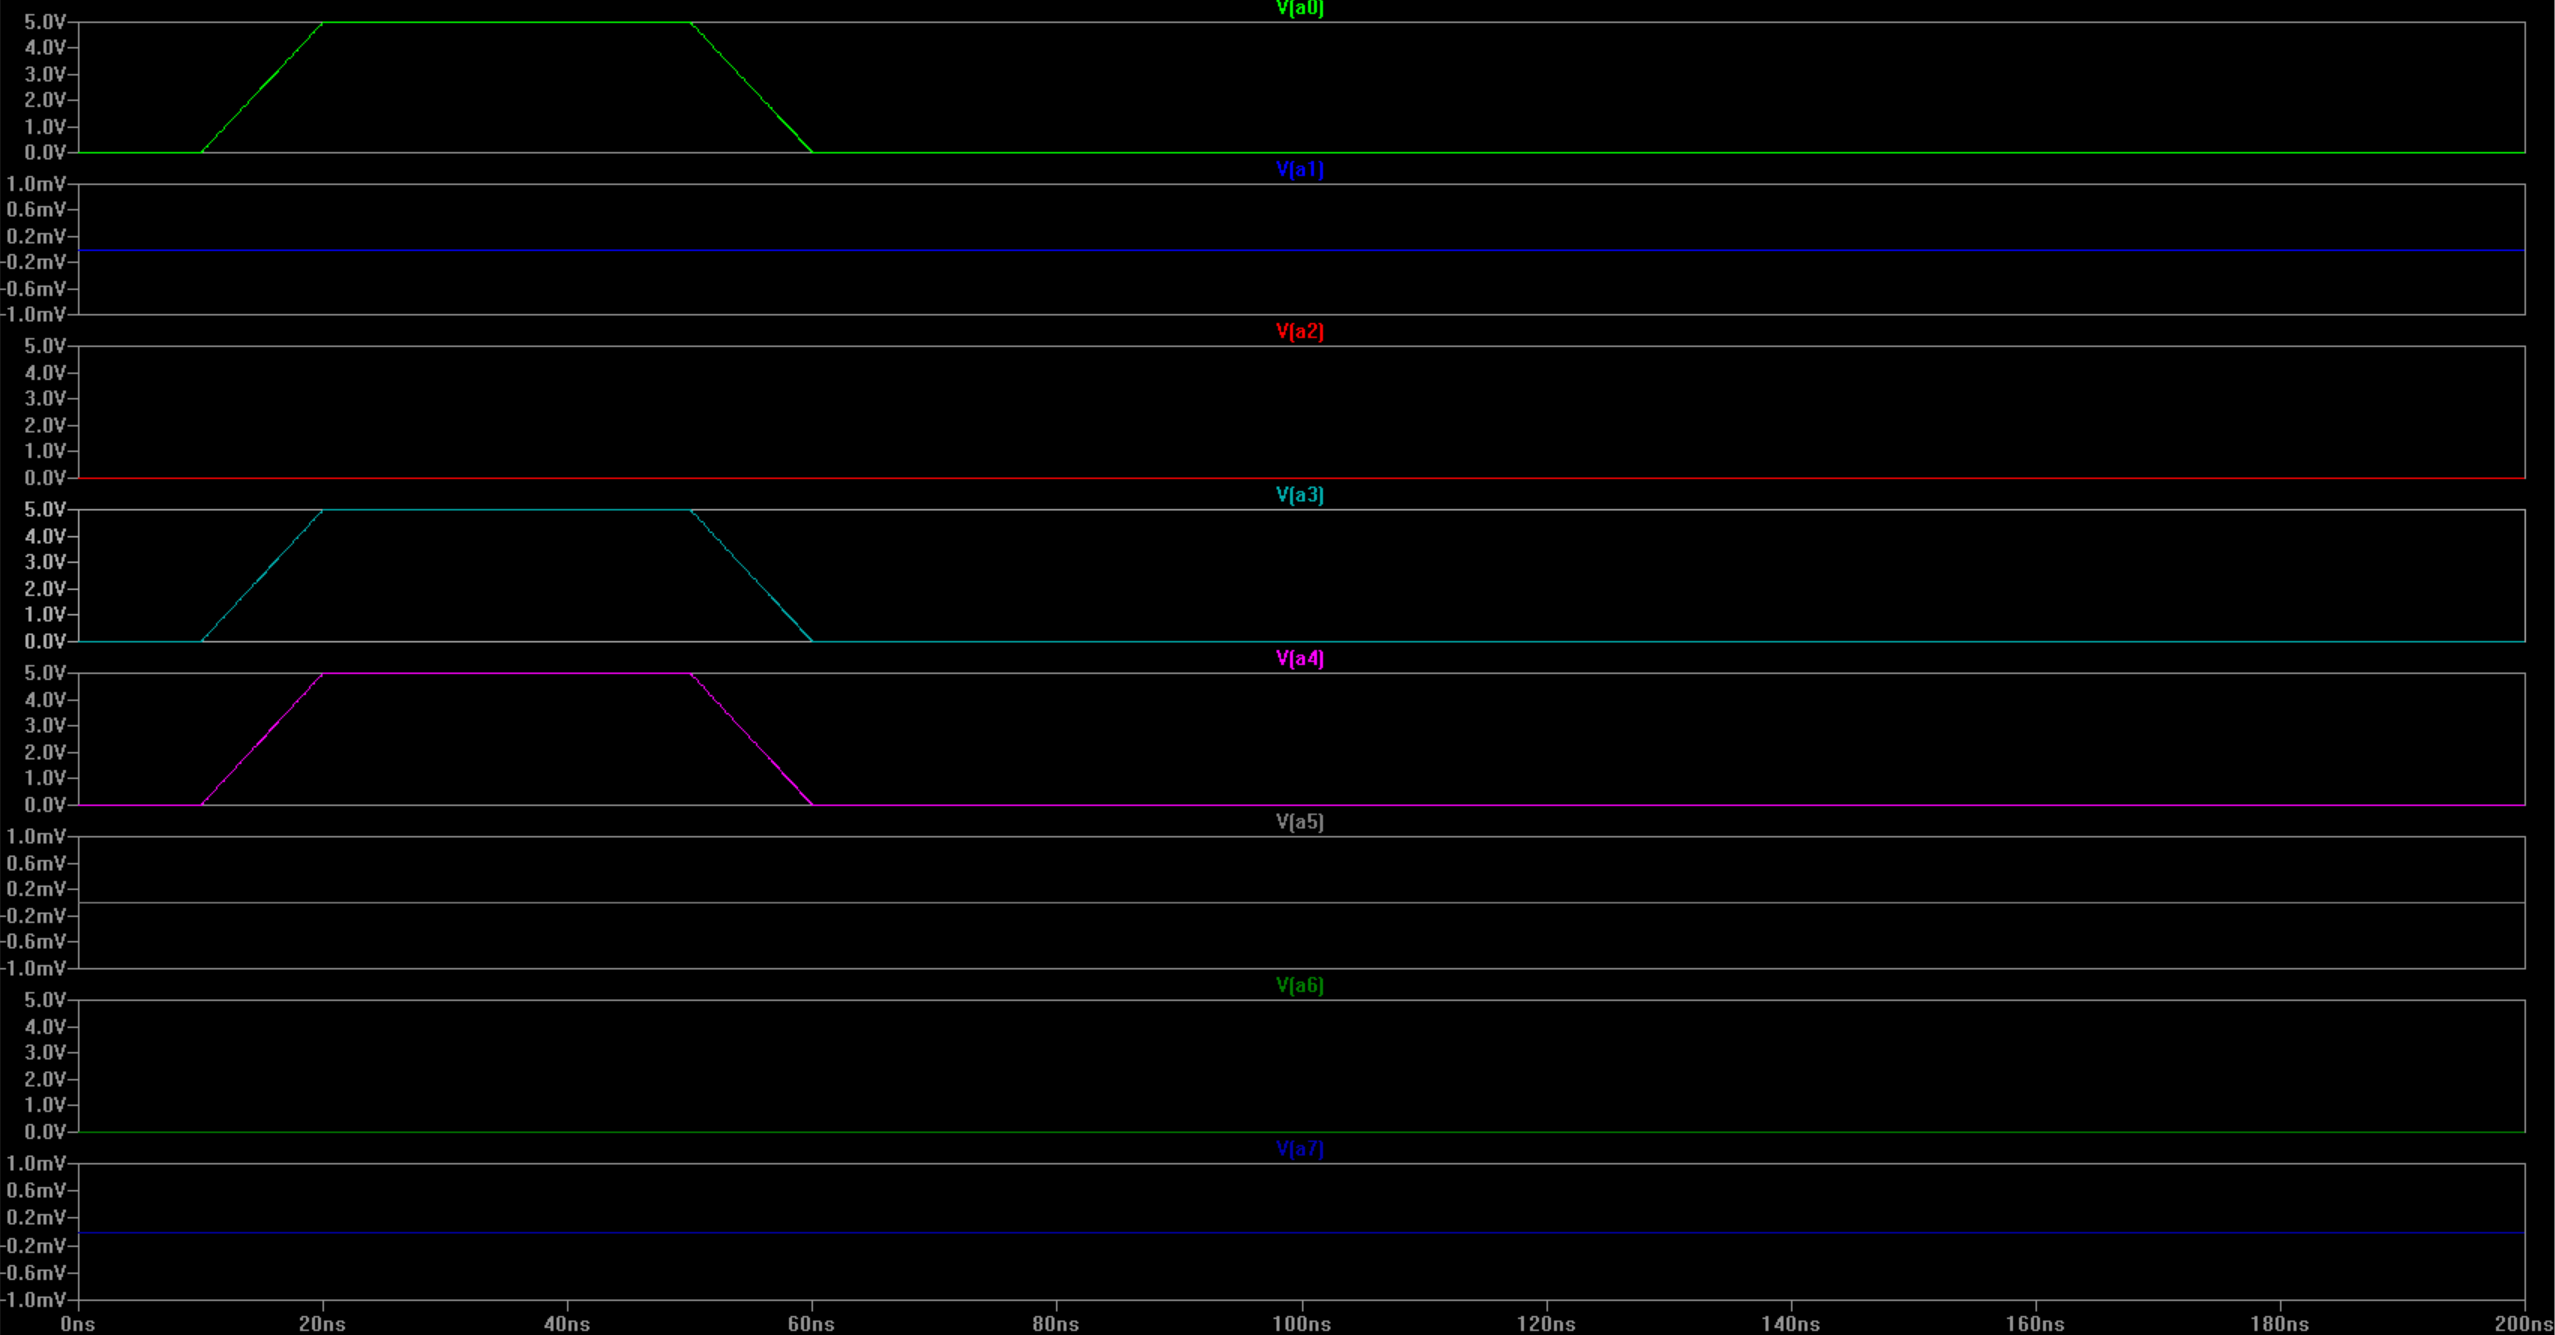 V(a0)
5.0V
4.0V
3.0V
2.0V
1.0V
0.0V
V(a1)
1.0mV
0.6mV
0.2mV
-0.2mV
-0.6mV
-1.0mV
V(a2)
5.0V
4.0V
3.0V
2.0V
1.0V
0.0V
V(a3)
5.0V
4.0V
3.0V
2.0V
1.0V
0.0V
V(a4)
5.0V
4.0V
3.0V
2.0V
1.0V
0.0V
V(a5)
1.0mV
0.6mV
0.2mV
-0.2mV
-0.6mV
-1.0mV
V(a6)
5.0V
4.0V
3.0V
2.0V
1.0V
0.0V
V(a7)
1.0mV
0.6mV
0.2mV
-0.2mV
-0.6mV
-1.0mV
0ns 20ns 40ns 60ns 80ns 100ns 120ns 140ns 160ns 180ns 200ns